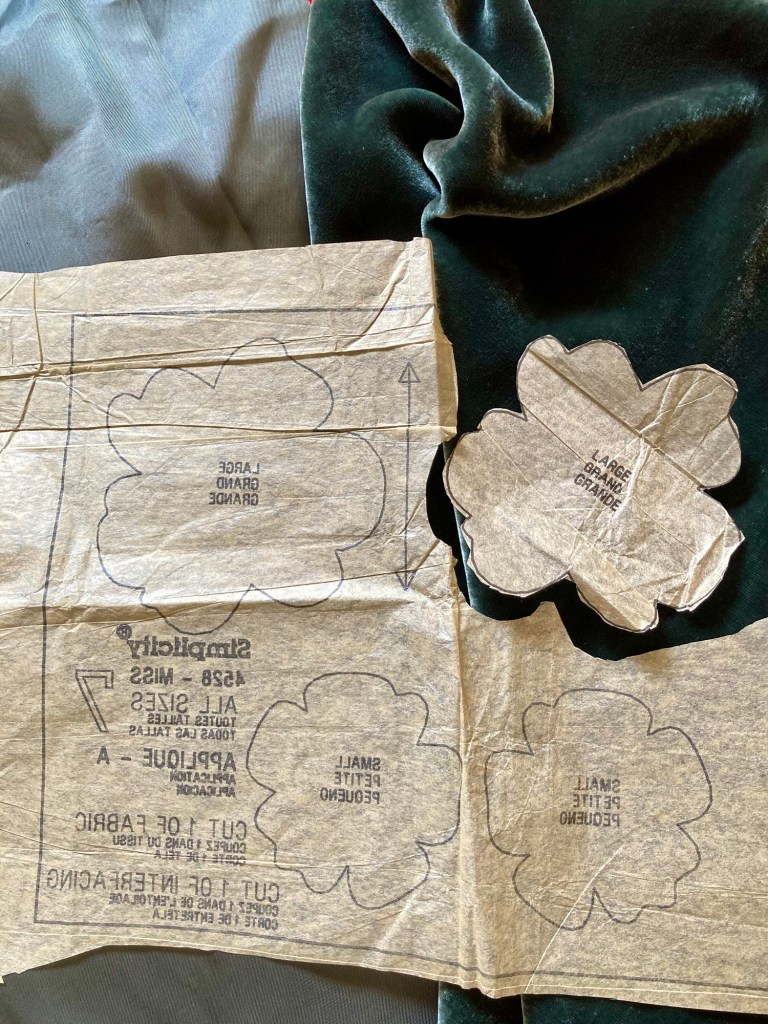 LARGE
GRAND
GRANDE
LARGE
GRAND
GRANDE
Simplicity®
4528 - MISS
7
ALL SIZES
TOUTES TAILLES
TODAS LAS TALLAS
APPLIQUE - A
APPLICATION
APLICACION
CUT 1 OF FABRIC
COUPEZ 1 DANS DU TISSU
CORTE 1 DE TELA
CUT 1 OF INTERFACING
COUPEZ 1 DANS DE L'ENTOILAGE
CORTE 1 DE ENTRETELA
SMALL
PETITE
PEQUENO
SMALL
PETITE
PEQUENO